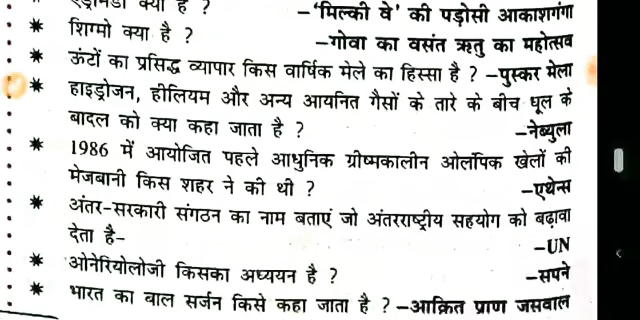 एंड्रोमेडा क्या है ? –‘मिल्की वे’ की पड़ोसी आकाशगंगा
* शिग्मो क्या है ? –गोवा का वसंत ऋतु का महोत्सव
* ऊंटों का प्रसिद्ध व्यापार किस वार्षिक मेले का हिस्सा है ? –पुस्कर मेला
* हाइड्रोजन, हीलियम और अन्य आयनित गैसों के तारे के बीच धूल के
बादल को क्या कहा जाता है ? –नेब्युला
* 1986 में आयोजित पहले आधुनिक ग्रीष्मकालीन ओलंपिक खेलों की
मेजबानी किस शहर ने की थी ? –एथेन्स
* अंतर-सरकारी संगठन का नाम बताएं जो अंतरराष्ट्रीय सहयोग को बढ़ावा
देता है– –UN
* ओनेरियोलोजी किसका अध्ययन है ? –सपने
* भारत का बाल सर्जन किसे कहा जाता है ? –आक्रित प्राण जसवाल